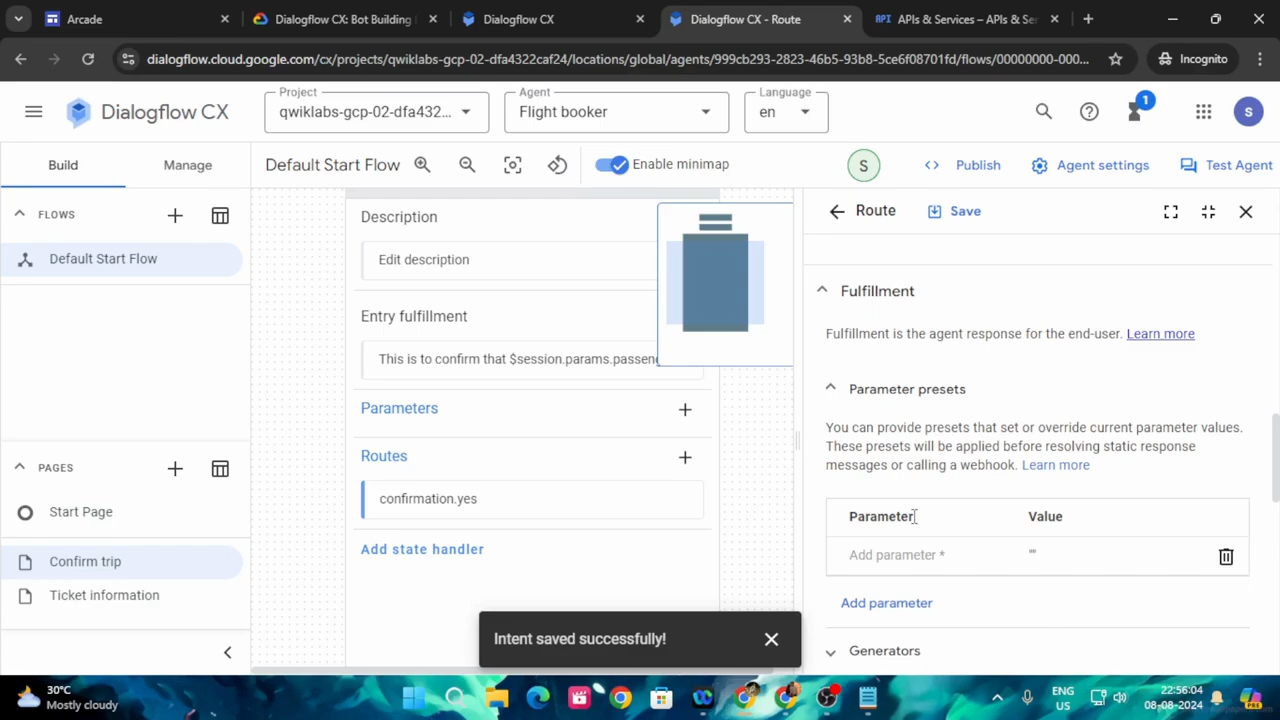 Arcade
Dialogflow CX: Bot Building
Dialogflow CX
Dialogflow CX - Route
API APIs & Services – APIs & Ser
dialogflow.cloud.google.com/cx/projects/qwiklabs-gcp-02-dfa4322caf24/locations/global/agents/999cb293-2823-46b5-93b8-5ce6f08701fd/flows/00000000-000...
Incognito
Dialogflow CX
Project
qwiklabs-gcp-02-dfa432...
Agent
Flight booker
Language
en
1
s
Build
Manage
Default Start Flow
Enable minimap
S
Publish
Agent settings
Test Agent
FLOWS
Default Start Flow
PAGES
Start Page
Confirm trip
Ticket information
Description
Edit description
Entry fulfillment
This is to confirm that $session.params.passen
Parameters
Routes
confirmation.yes
Add state handler
Route
Save
Fulfillment
Fulfillment is the agent response for the end-user. Learn more
Parameter presets
You can provide presets that set or override current parameter values.
These presets will be applied before resolving static response
messages or calling a webhook. Learn more
Parameter
Value
Add parameter *
""
Add parameter
Generators
Intent saved successfully!
30°C
Mostly cloudy
ENG
US
22:56:04
08-08-2024